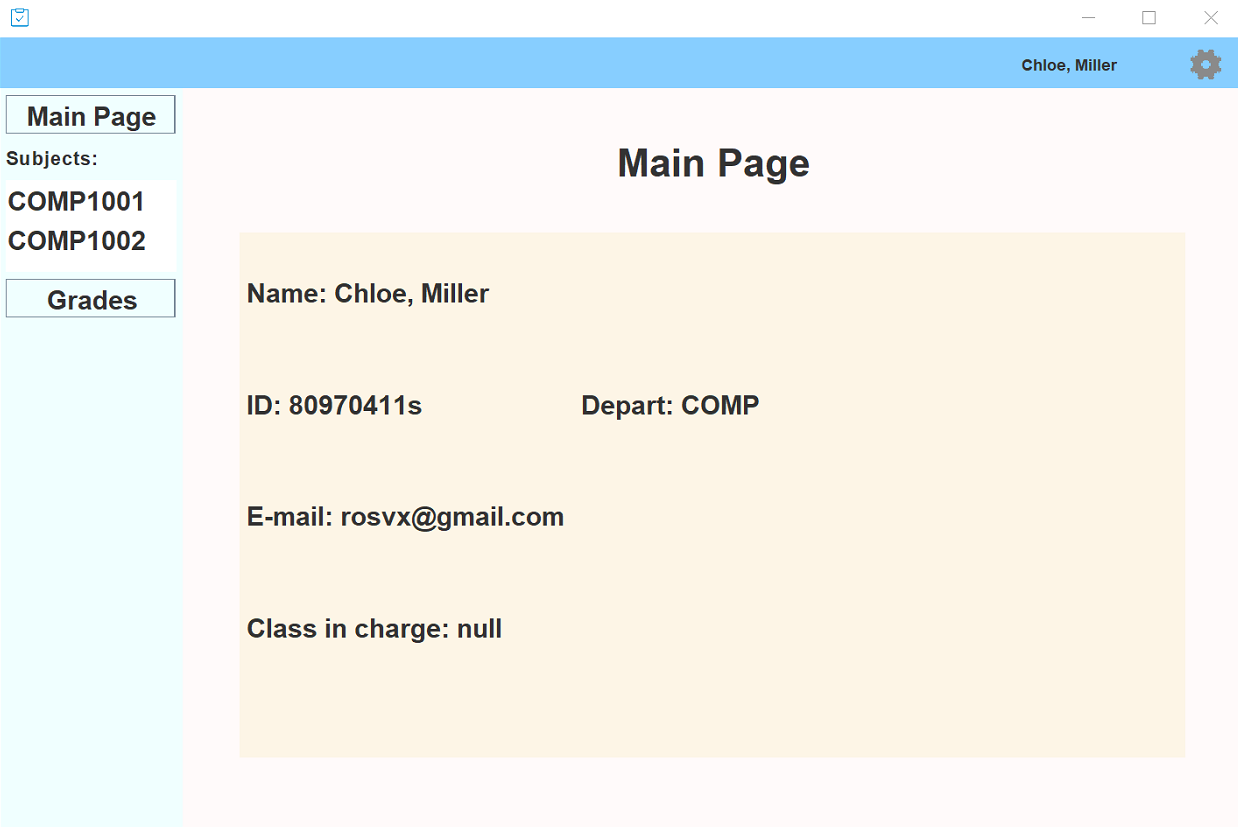 Chloe, Miller
Main Page
Subjects:
COMP1001
COMP1002
Grades
Main Page
Name: Chloe, Miller
ID: 80970411s Depart: COMP
E-mail: rosvx@gmail.com
Class in charge: null